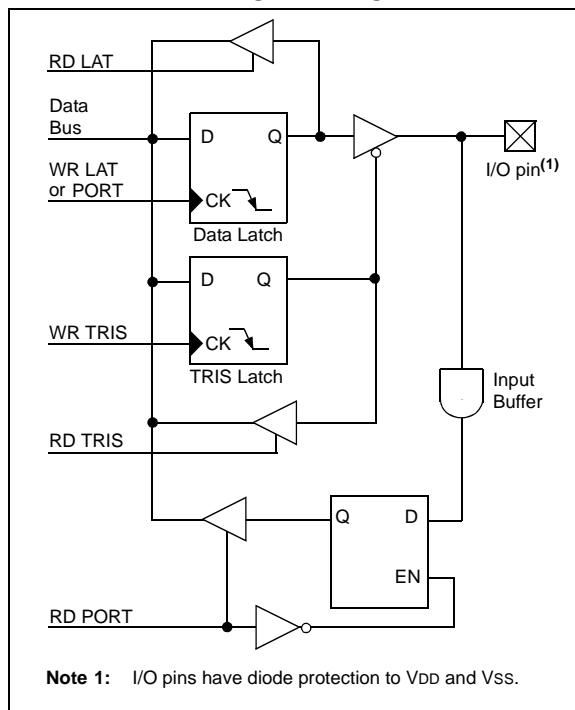 RD LAT
Data
Bus
D Q
WR LAT
or PORT
CK
Data Latch
I/O pin(1)
D Q
WR TRIS
CK
TRIS Latch
Input
Buffer
RD TRIS
Q D
EN
RD PORT
Note 1: I/O pins have diode protection to VDD and VSS.